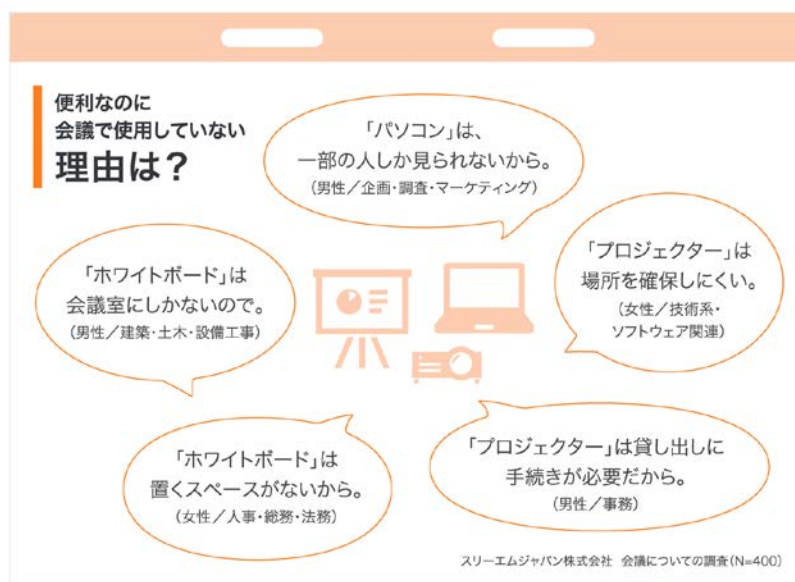 便利なのに
会議で使用していない
理由は？
「パソコン」は、
一部の人しか見られないから。
（男性／企画・調査・マーケティング）
「ホワイトボード」は
会議室にしかないので。
（男性／建築・土木・設備工事）
「プロジェクター」は
場所を確保しにくい。
（女性／技術系・
ソフトウェア関連）
「ホワイトボード」は
置くスペースがないから。
（女性／人事・総務・法務）
「プロジェクター」は貸し出しに
手続きが必要だから。
（男性／事務）
スリーエムジャパン株式会社 会議についての調査（N=400）